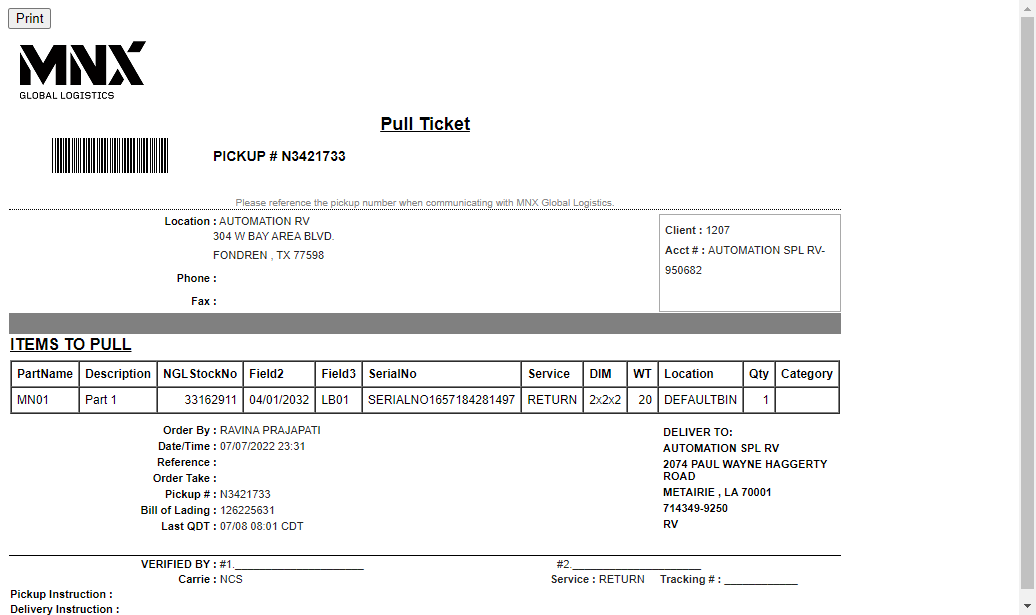 Print
MNX
GLOBAL LOGISTICS
Pull Ticket
PICKUP # N3421733
Please reference the pickup number when communicating with MNX Global Logistics.
Location : AUTOMATION RV
304 W BAY AREA BLVD.
FONDREN , TX 77598
Phone :
Fax :
Client : 1207
Acct # : AUTOMATION SPL RV-
950682
ITEMS TO PULL
PartName Description NGLStockNo Field2 Field3 SerialNo Service DIM WT Location Qty Category
MN01 Part 1 33162911 04/01/2032 LB01 SERIALNO1657184281497 RETURN 2x2x2 20 DEFAULTBIN 1
Order By : RAVINA PRAJAPATI
Date/Time : 07/07/2022 23:31
Reference :
Order Take :
Pickup # : N3421733
Bill of Lading : 126225631
Last QDT : 07/08 08:01 CDT
DELIVER TO:
AUTOMATION SPL RV
2074 PAUL WAYNE HAGGERTY
ROAD
METAIRIE , LA 70001
714349-9250
RV
VERIFIED BY : #1._____________________ #2._____________________
Carrie : NCS Service : RETURN Tracking # : ____________
Pickup Instruction :
Delivery Instruction :